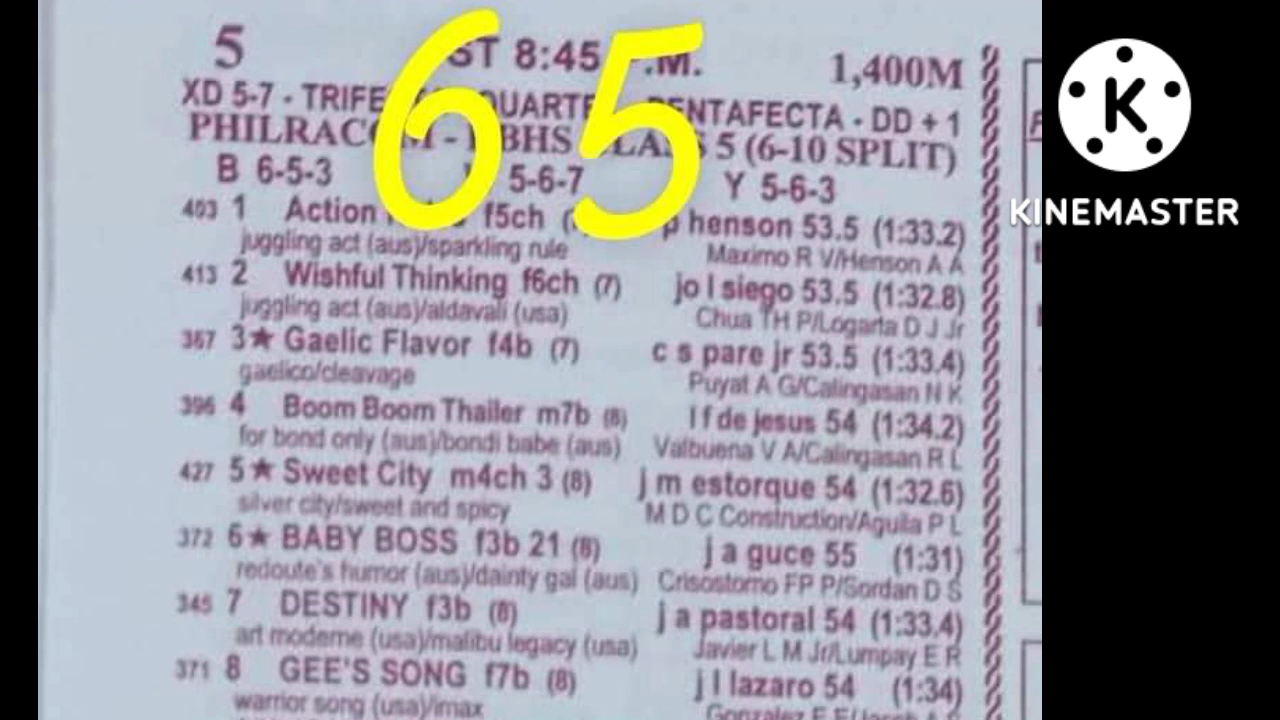 65
5 ST 8:45 .M. 1,400M
XD 5-7 - TRIFE QUARTE PENTAFECTA - DD + 1
PHILRACOM - RBHS CLASS 5 (6-10 SPLIT)
B 6-5-3 5-6-7 Y 5-6-3
403 1 Action f5ch p henson 53.5 (1:33.2)
juggling act (aus)/sparkling rule Maximo R V/Henson A A
413 2 Wishful Thinking f6ch (7) jo l siego 53.5 (1:32.8)
juggling act (aus)/aldavali (usa) Chua TH P/Logarta D J Jr
367 3★ Gaelic Flavor f4b (7) c s pare jr 53.5 (1:33.4)
gaelico/cleavage Puyat A G/Calingasan N K
396 4 Boom Boom Thailer m7b (8) l f de jesus 54 (1:34.2)
for bond only (aus)/bondi babe (aus) Valbuena V A/Calingasan R L
427 5★ Sweet City m4ch 3 (8) j m estorque 54 (1:32.6)
silver city/sweet and spicy M D C Construction/Aguila P L
372 6★ BABY BOSS f3b 21 (8) j a guce 55 (1:31)
redoute's humor (aus)/dainty gal (aus) Crisostomo FP P/Sordan D S
345 7 DESTINY f3b (8) j a pastoral 54 (1:33.4)
art moderne (usa)/malibu legacy (usa) Javier L M Jr/Lumpay E R
371 8 GEE'S SONG f7b (8) j l lazaro 54 (1:34)
warrior song (usa)/imax Gonzalez
K
KINEMASTER